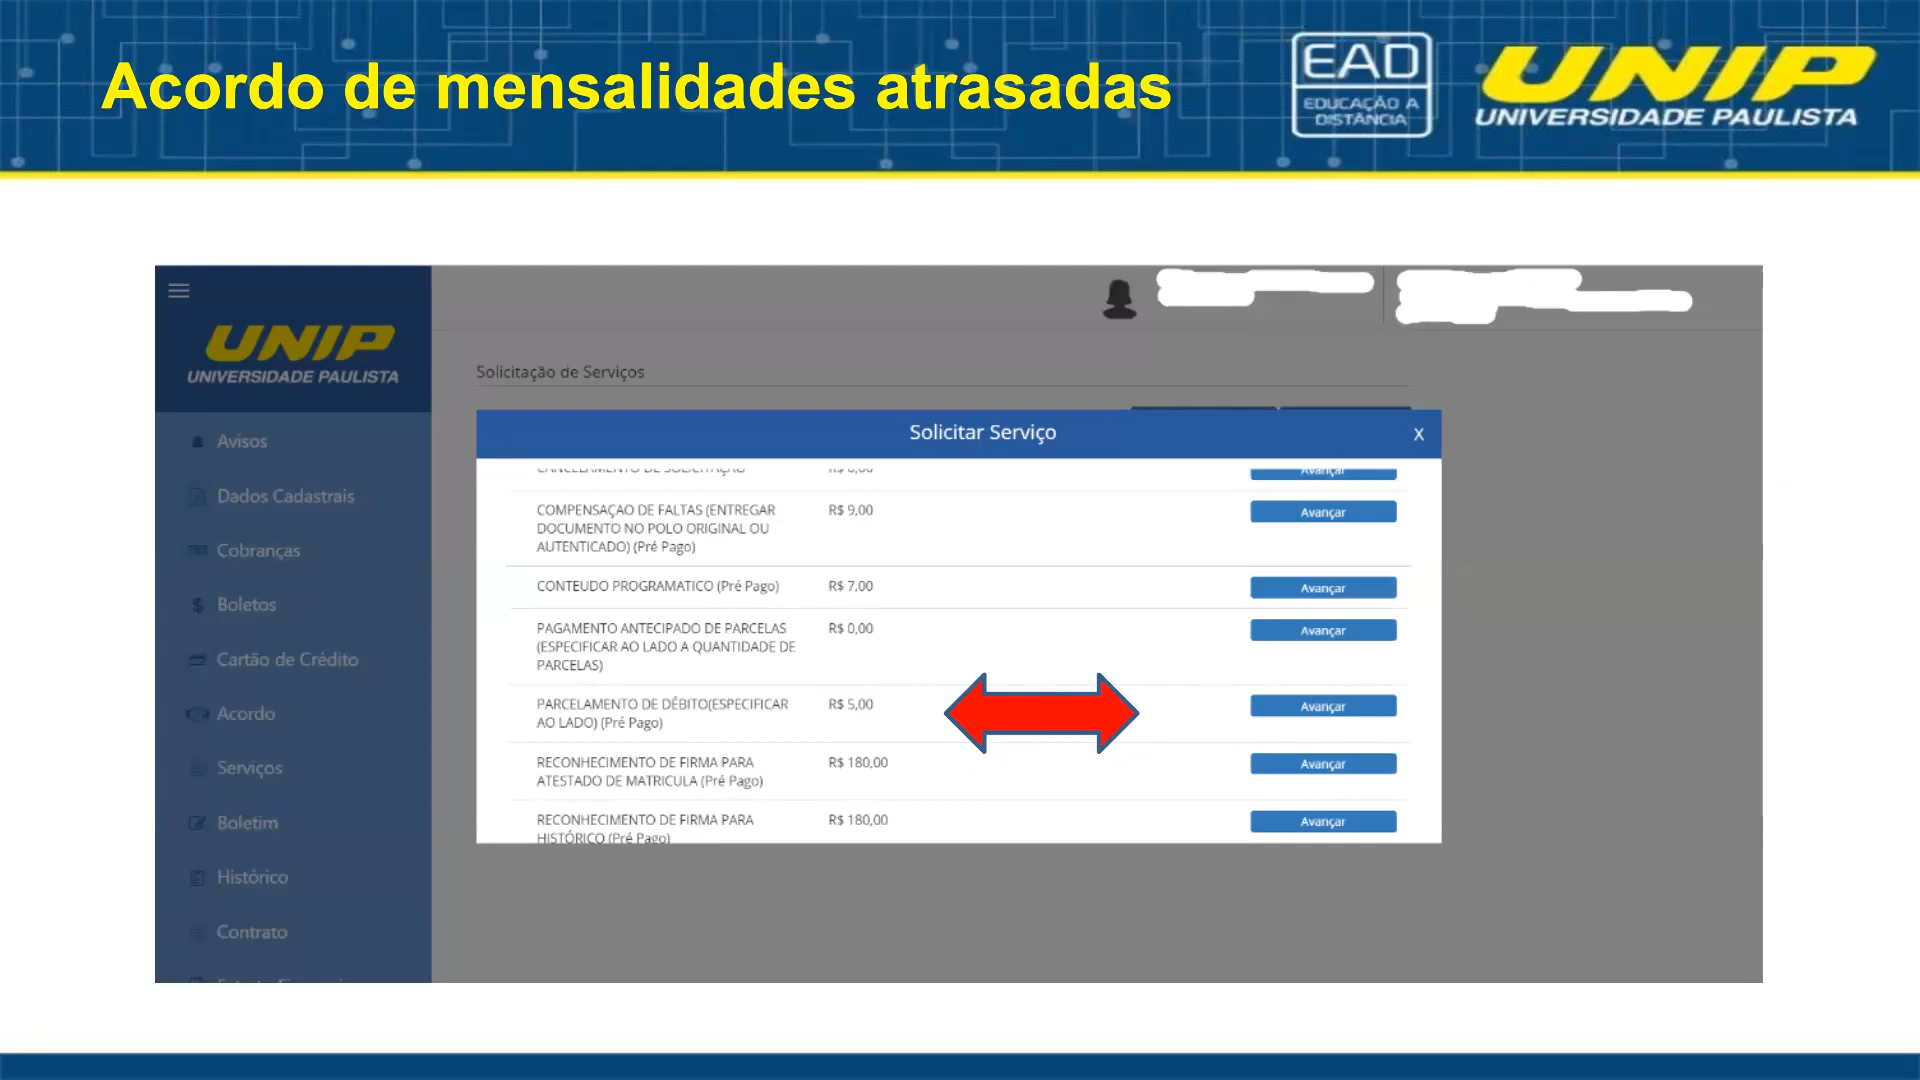 Acordo de mensalidades atrasadas
EAD
EDUCAÇÃO A
DISTÂNCIA
UNIP
UNIVERSIDADE PAULISTA
UNIP
UNIVERSIDADE PAULISTA
Avisos
Dados Cadastrais
Cobranças
Boletos
Cartão de Crédito
Acordo
Serviços
Boletim
Histórico
Contrato
Solicitação de Serviços
Solicitar Serviço X
CANCELAMENTO DE SOLICITAÇÃO Avançar
COMPENSAÇAO DE FALTAS (ENTREGAR R$ 9,00 Avançar
DOCUMENTO NO POLO ORIGINAL OU
AUTENTICADO) (Pré Pago)
CONTEUDO PROGRAMATICO (Pré Pago) R$ 7,00 Avançar
PAGAMENTO ANTECIPADO DE PARCELAS R$ 0,00 Avançar
(ESPECIFICAR AO LADO A QUANTIDADE DE
PARCELAS)
PARCELAMENTO DE DÉBITO(ESPECIFICAR R$ 5,00 Avançar
AO LADO) (Pré Pago)
RECONHECIMENTO DE FIRMA PARA R$ 180,00 Avançar
ATESTADO DE MATRICULA (Pré Pago)
RECONHECIMENTO DE FIRMA PARA R$ 180,00 Avançar
HISTÓRICO (Pré Pago)